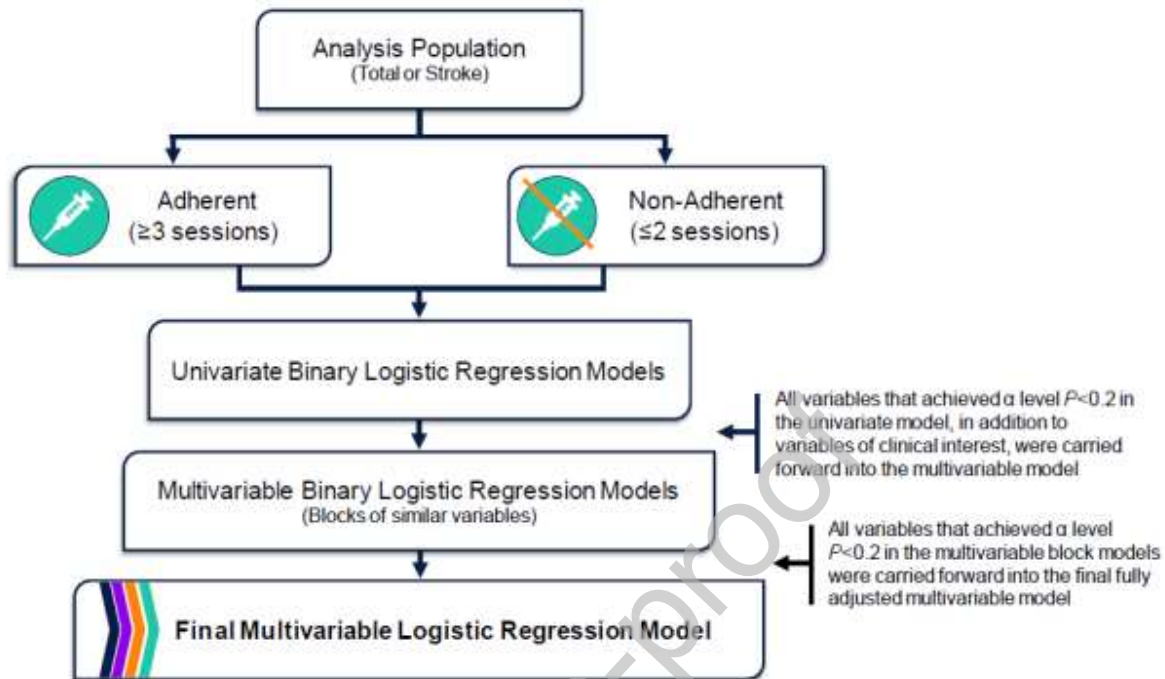 Analysis Population
(Total or Stroke)
Adherent
(≥3 sessions)
Non-Adherent
(≤2 sessions)
Univariate Binary Logistic Regression Models
All variables that achieved α level P<0.2 in
the univariate model, in addition to
variables of clinical interest, were carried
forward into the multivariable model
Multivariable Binary Logistic Regression Models
(Blocks of similar variables)
All variables that achieved α level
P<0.2 in the multivariable block models
were carried forward into the final fully
adjusted multivariable model
Final Multivariable Logistic Regression Model